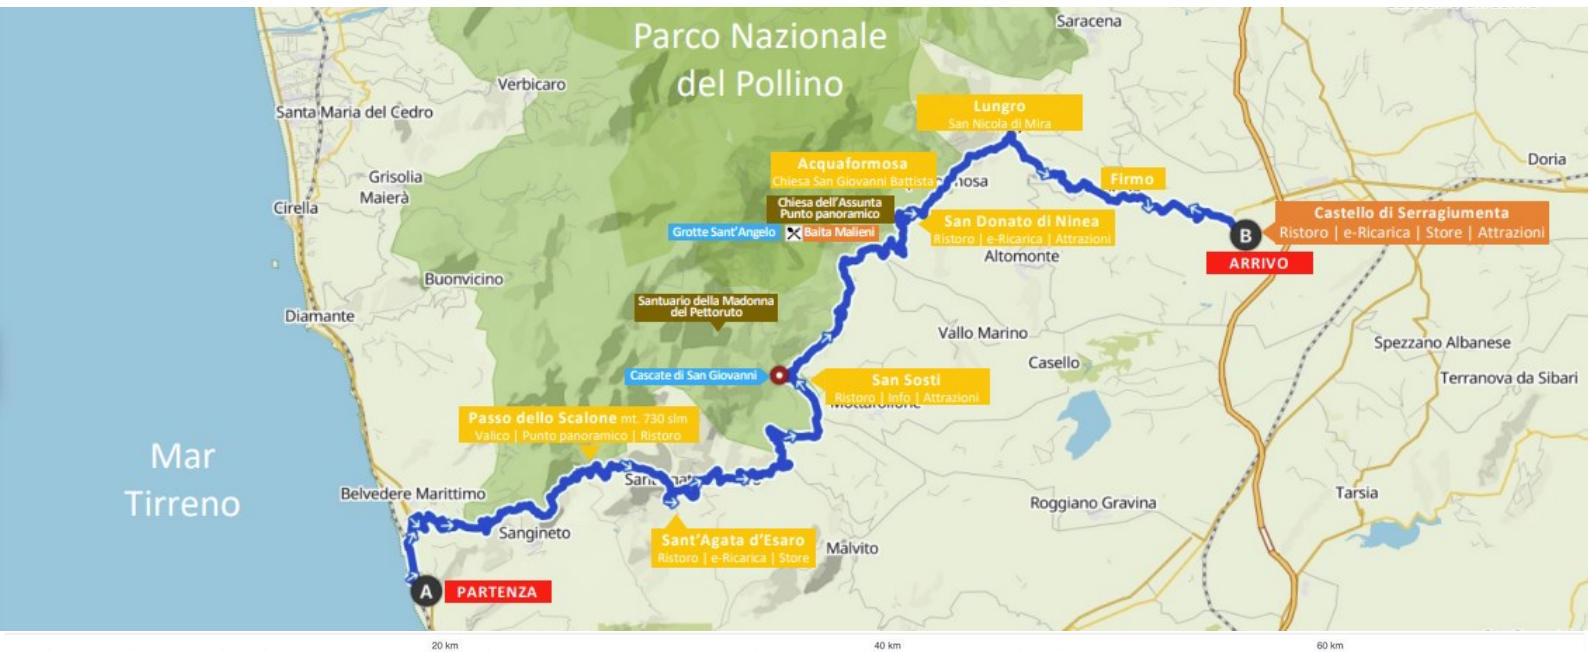 Parco Nazionale
del Pollino
Saracena
Verbicaro
Santa Maria del Cedro
Lungro
San Nicola di Mira
Doria
Acquaformosa
Chiesa San Giovanni Battista
Firmo
Grisolia
Maierà
Cirella
Chiesa dell'Assunta
Punto panoramico
Grotte Sant'Angelo
Baita Malieni
San Donato di Ninea
Ristoro | e-Ricarica | Attrazioni
Altomonte
Castello di Serragiumenta
Ristoro | e-Ricarica | Store | Attrazioni
B
ARRIVO
Buonvicino
Santuario della Madonna
del Pettoruto
Diamante
Vallo Marino
Spezzano Albanese
Casello
Terranova da Sibari
Cascate di San Giovanni
San Sosti
Ristoro | Info | Attrazioni
Passo dello Scalone mt. 730 slm
Valico | Punto panoramico | Ristoro
Mar
Tirreno
Belvedere Marittimo
Sangineto
Roggiano Gravina
Tarsia
Sant'Agata d'Esaro
Ristoro | e-Ricarica | Store
Malvito
A
PARTENZA
20 km
40 km
60 km